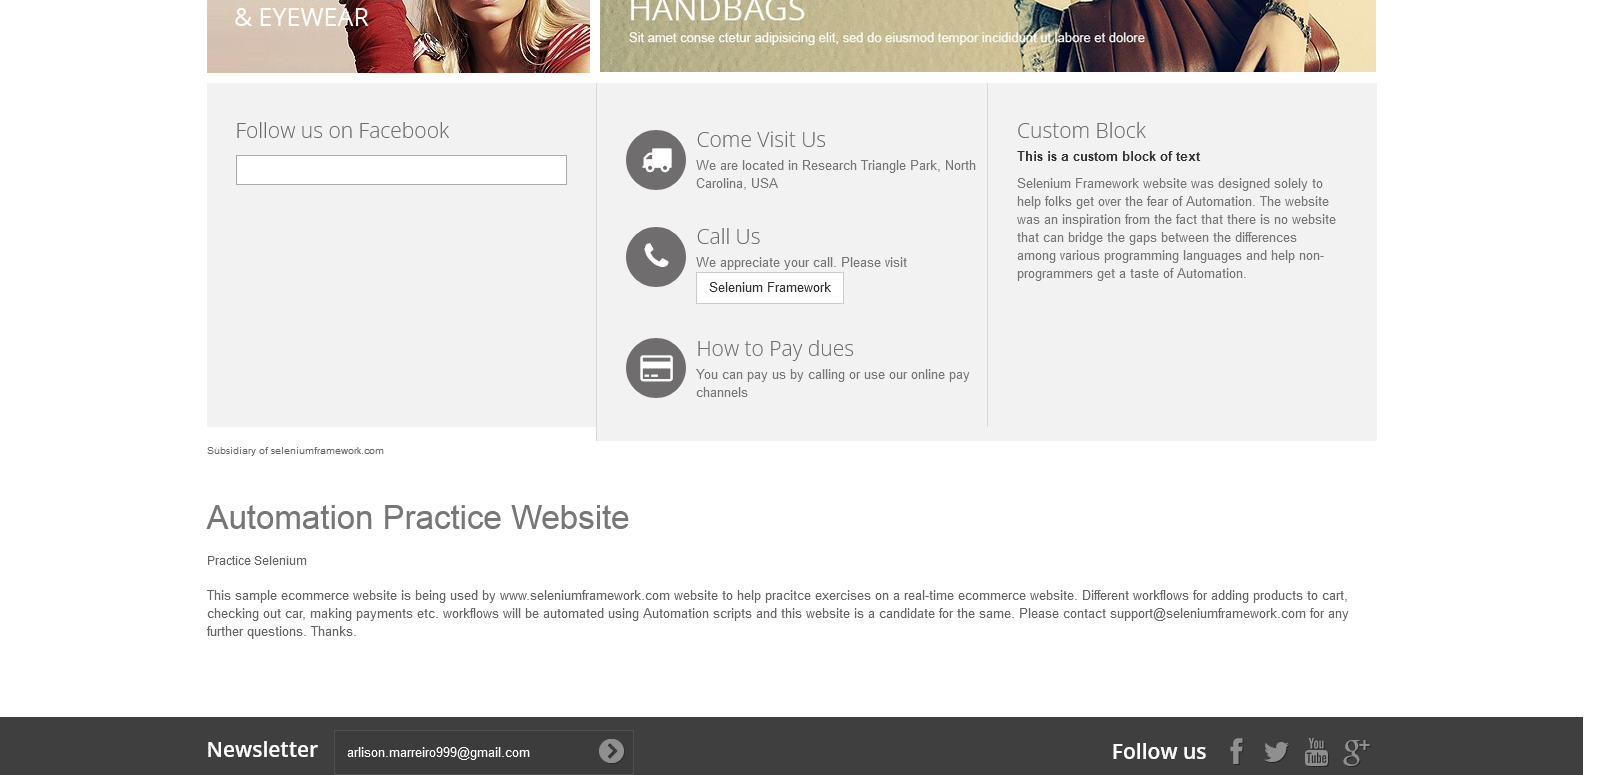 & EYEWEAR
HANDBAGS
Sit amet conse ctetur adipisicing elit, sed do eiusmod tempor incididunt ut labore et dolore
Follow us on Facebook
Come Visit Us
We are located in Research Triangle Park, North
Carolina, USA
Call Us
We appreciate your call. Please visit
Selenium Framework
How to Pay dues
You can pay us by calling or use our online pay
channels
Custom Block
This is a custom block of text
Selenium Framework website was designed solely to
help folks get over the fear of Automation. The website
was an inspiration from the fact that there is no website
that can bridge the gaps between the differences
among various programming languages and help non-
programmers get a taste of Automation.
Subsidiary of seleniumframework.com
Automation Practice Website
Practice Selenium
This sample ecommerce website is being used by www.seleniumframework.com website to help pracitce exercises on a real-time ecommerce website. Different workflows for adding products to cart,
checking out car, making payments etc. workflows will be automated using Automation scripts and this website is a candidate for the same. Please contact support@seleniumframework.com for any
further questions. Thanks.
Newsletter
arlison.marreiro999@gmail.com
Follow us
You
Tube